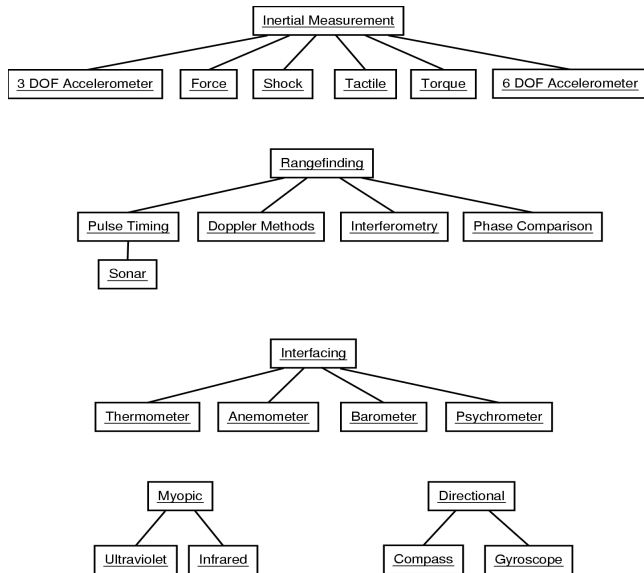 Inertial Measurement
3 DOF Accelerometer Force Shock Tactile Torque 6 DOF Accelerometer
Rangefinding
Pulse Timing Doppler Methods Interferometry Phase Comparison
Sonar
Interfacing
Thermometer Anemometer Barometer Psychrometer
Myopic Directional
Ultraviolet Infrared Compass Gyroscope